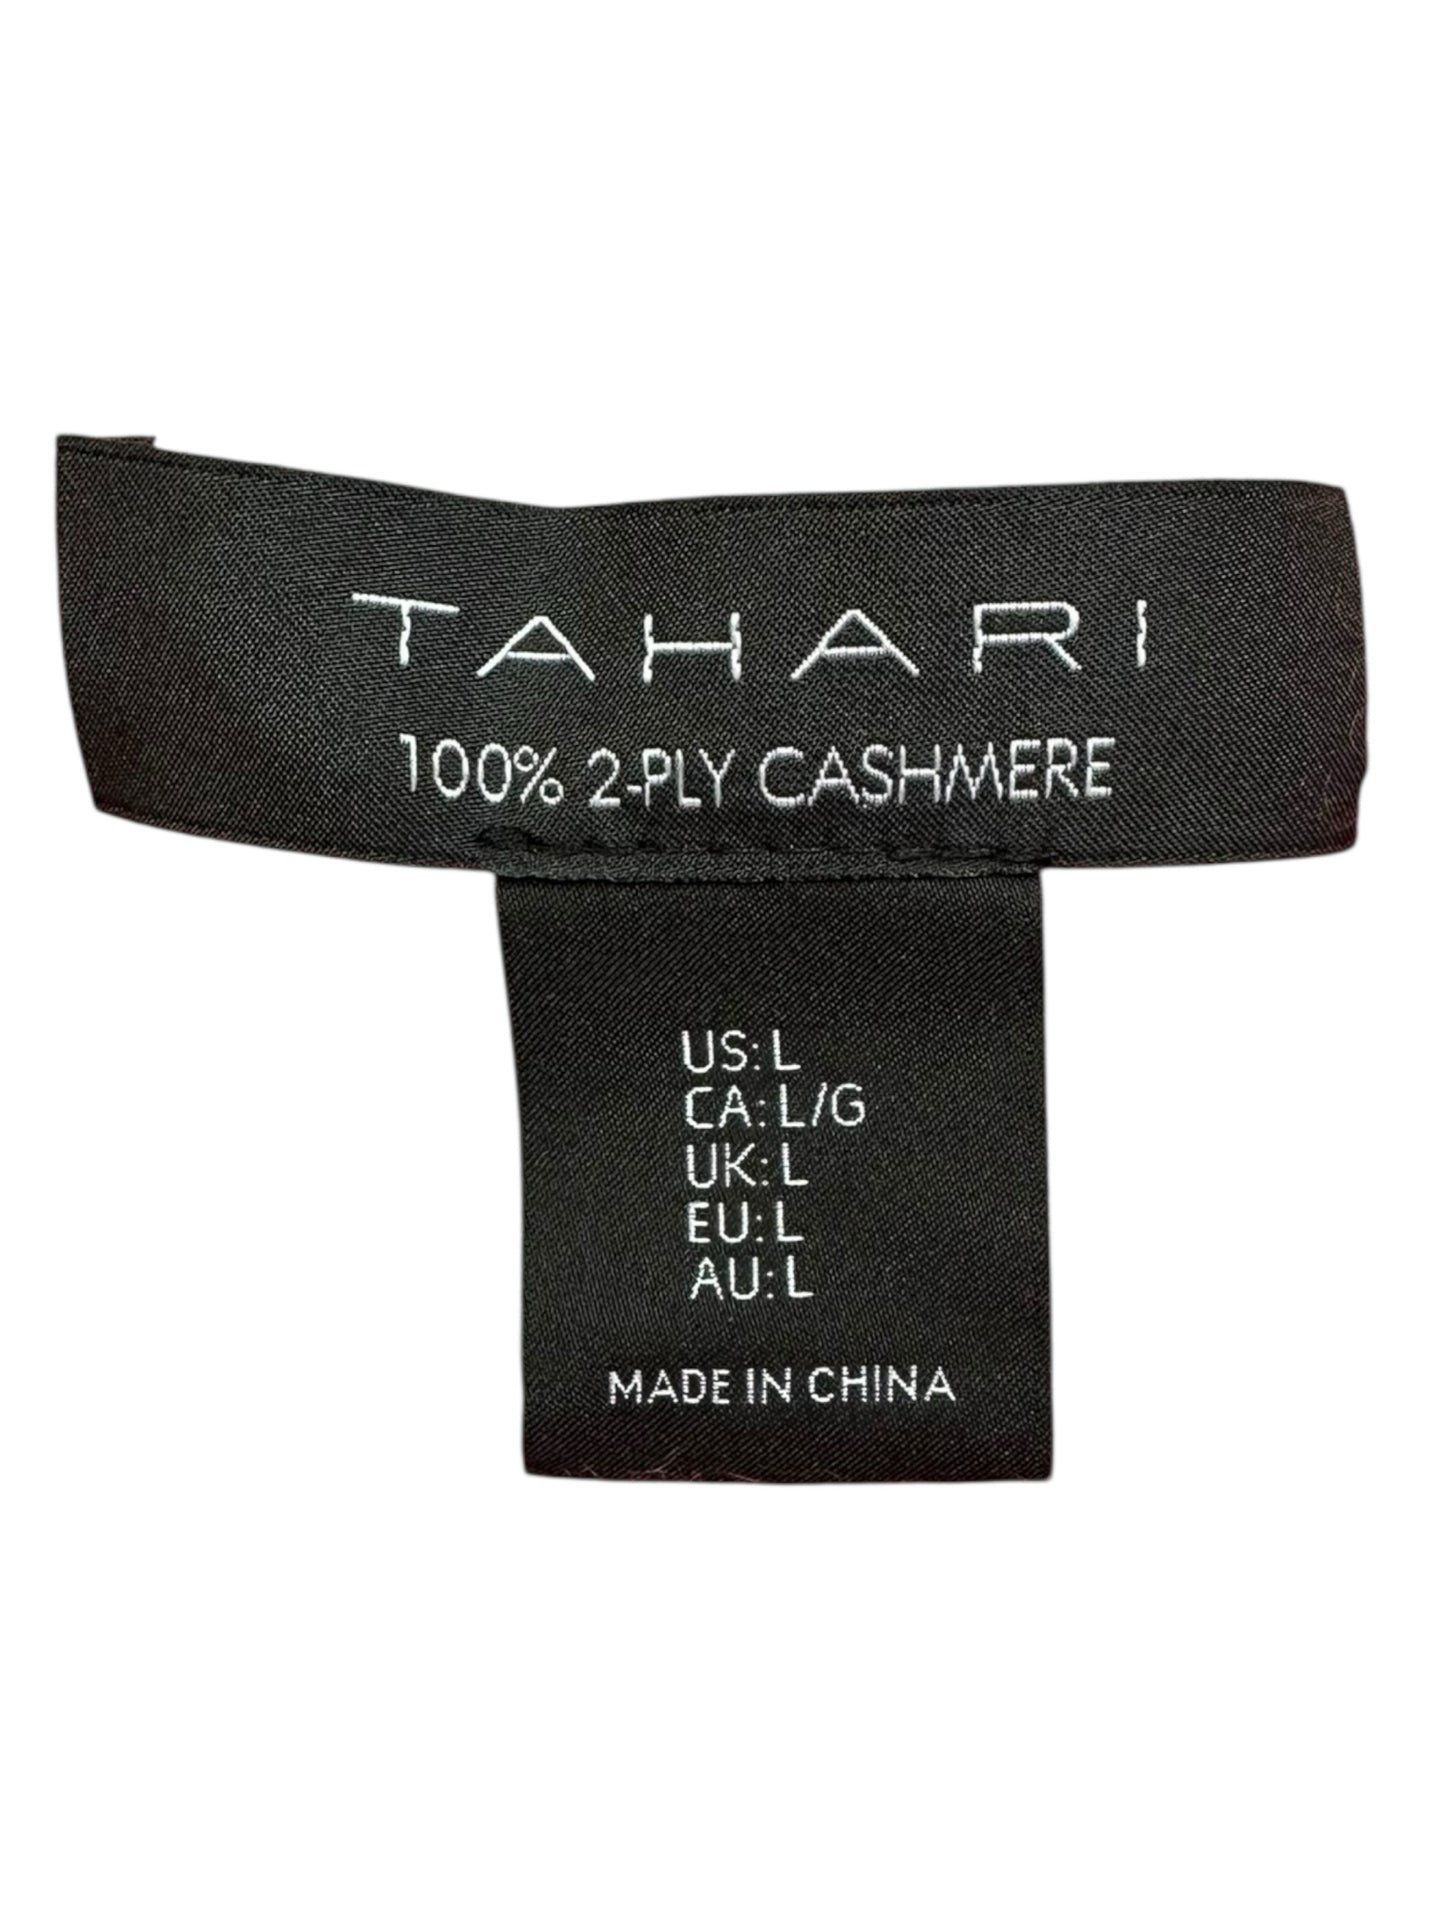 TAHARI
100% 2-PLY CASHMERE
US: L
CA: L/G
UK: L
EU: L
AU: L
MADE IN CHINA